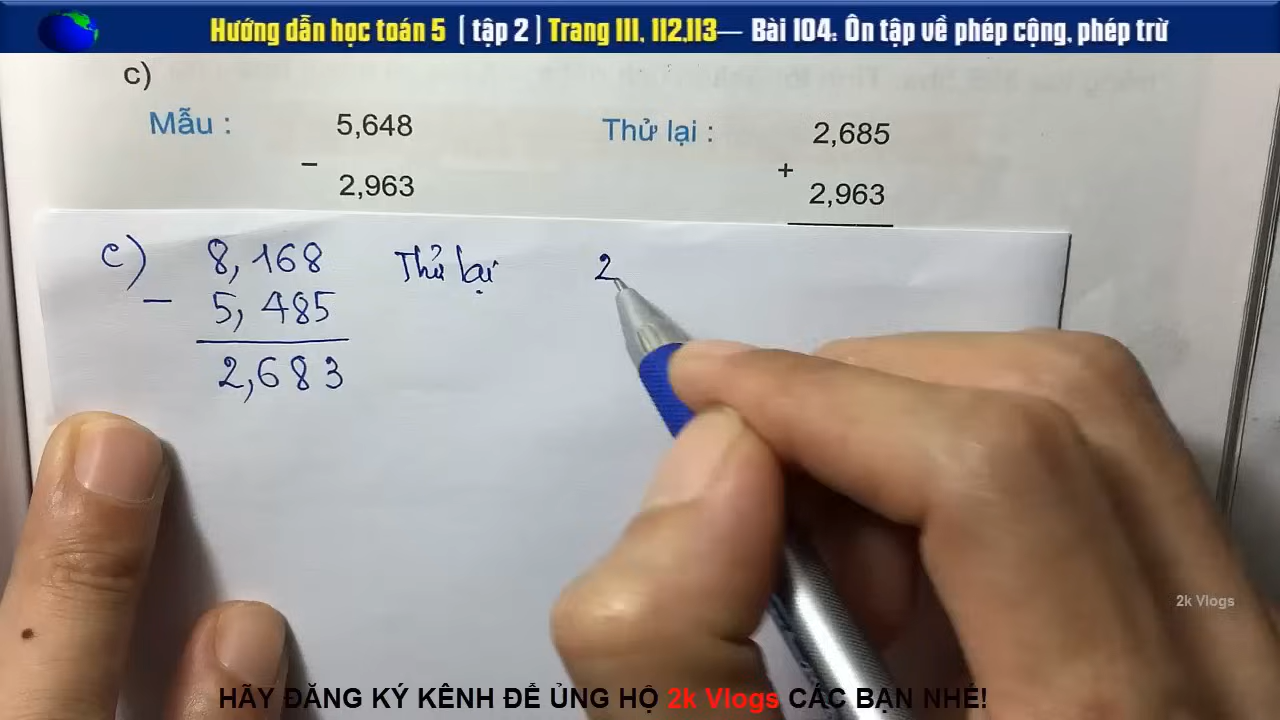 Hướng dẫn học toán 5 ( tập 2 ) Trang 111, 112,113— Bài 104: Ôn tập về phép cộng, phép trừ
c)
Mẫu : 5,648 Thử lại : 2,685
− +
2,963 2,963
c) 8,168 Thử lại 2,
− 5,485
2,683
2k Vlogs
HÃY ĐĂNG KÝ KÊNH ĐỂ ỦNG HỘ 2k Vlogs CÁC BẠN NHÉ!